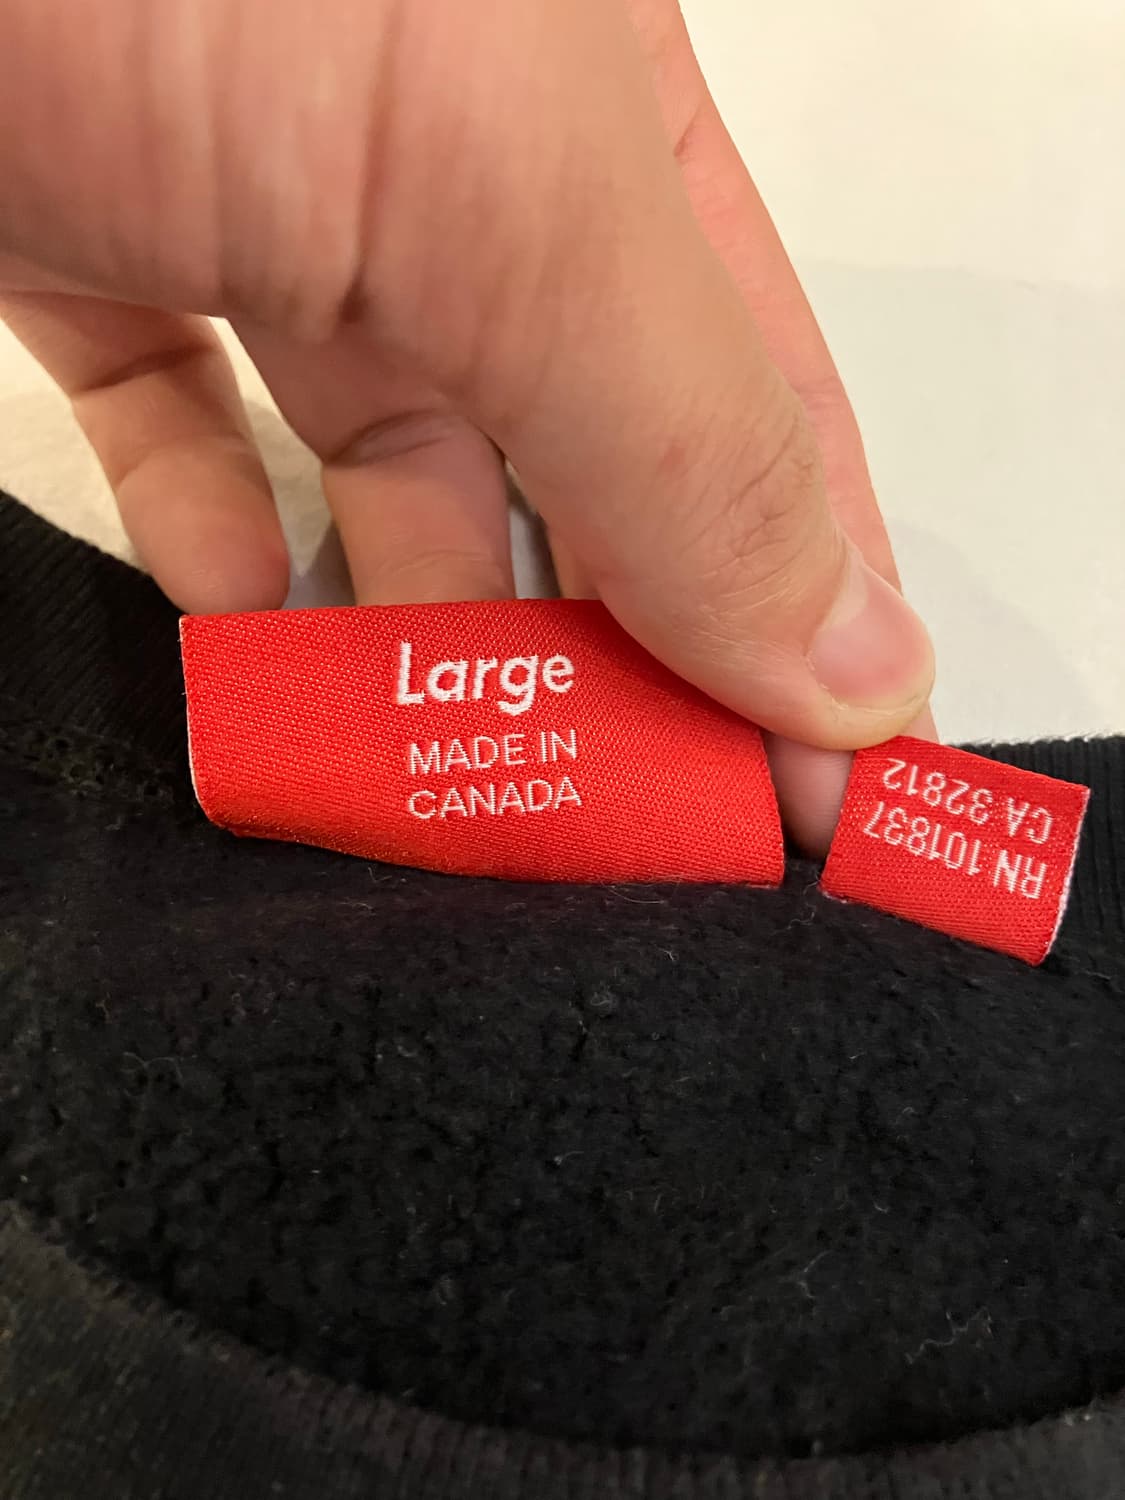 Large
MADE IN
CANADA
RN 101837
CA 32812